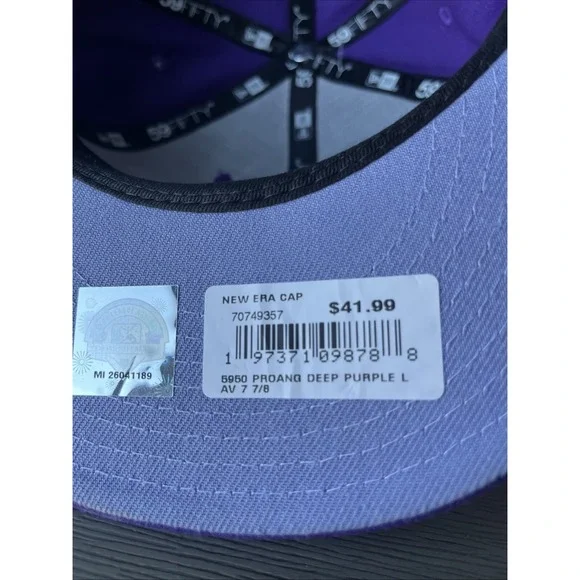 59FIFTY
59FIFTY
NEW ERA CAP
$41.99
70749357
1 97371 09878 8
5950 PROANG DEEP PURPLE L
AV 7 7/8
MI 26041189